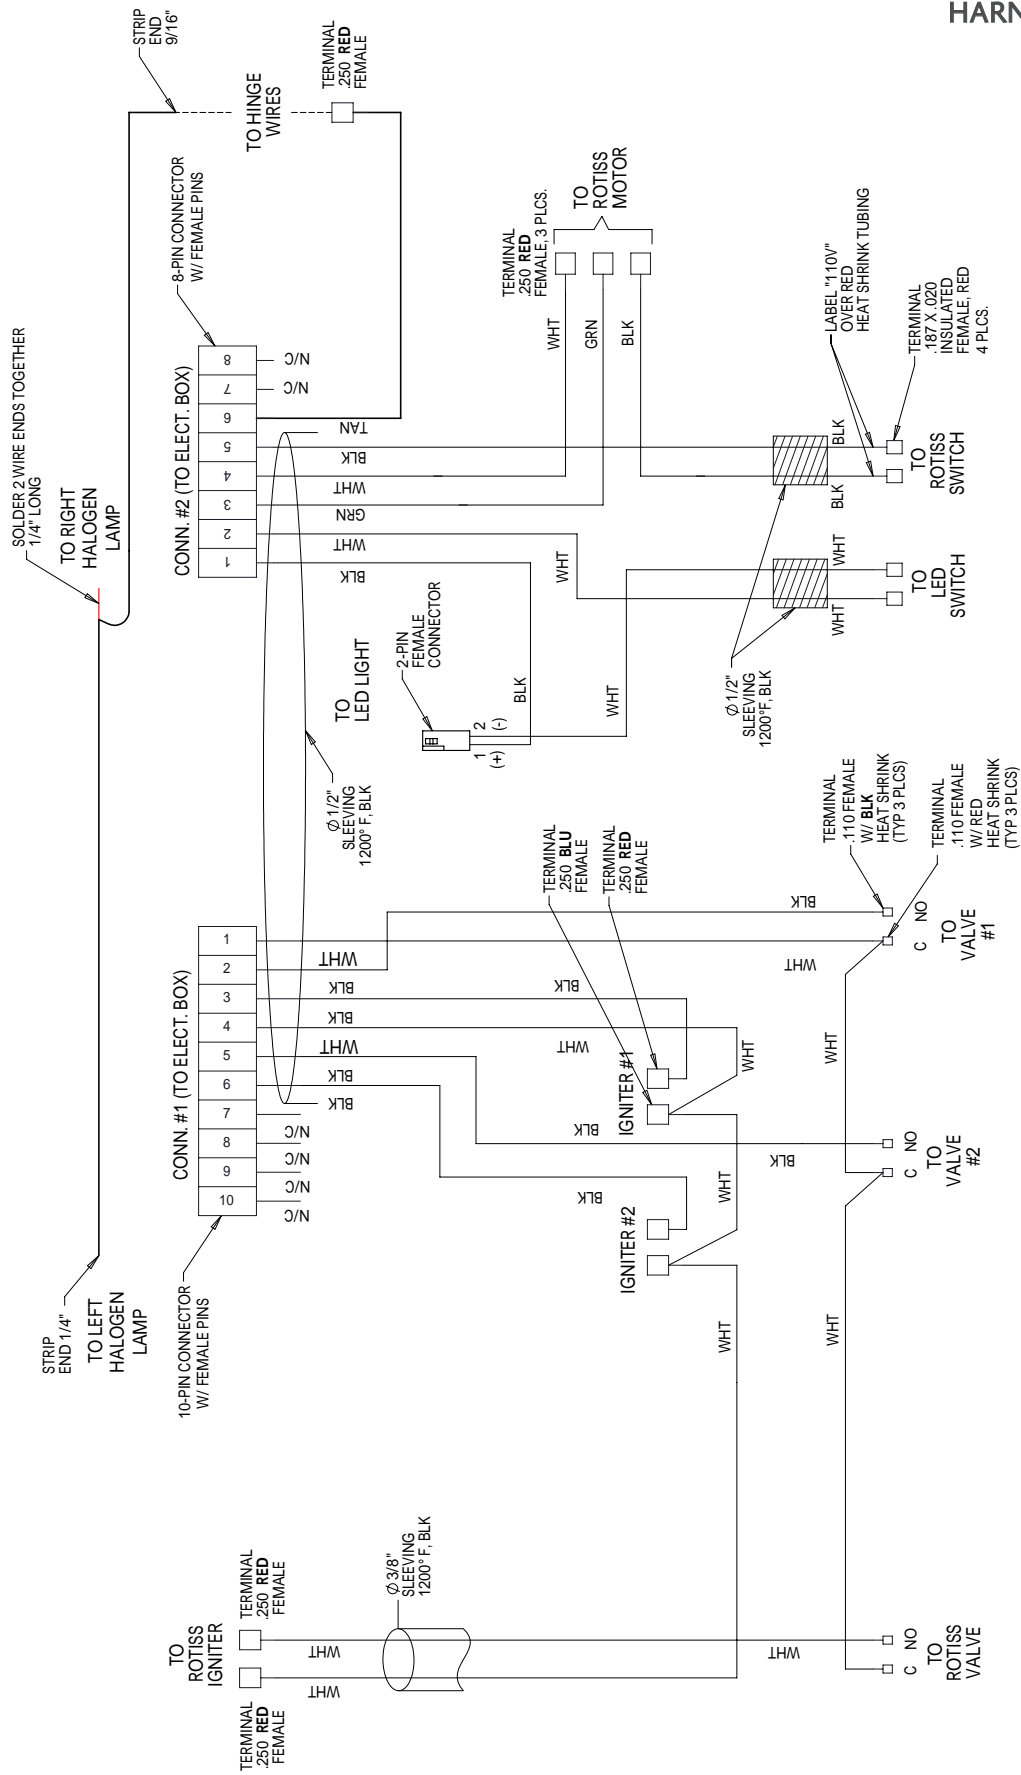 HARN
STRIP
END
9/16"
TERMINAL
.250 RED
FEMALE
TO HINGE
WIRES
8-PIN CONNECTOR
W/ FEMALE PINS
SOLDER 2 WIRE ENDS TOGETHER
1/4" LONG
TO RIGHT
HALOGEN
LAMP
CONN. #2 (TO ELECT. BOX)
8
7
6
5
4
3
2
1
N/C
N/C
TAN
BLK
WHT
GRN
WHT
BLK
TERMINAL
.250 RED
FEMALE, 3 PLCS.
TO
ROTISS
MOTOR
WHT
GRN
BLK
LABEL "110V"
OVER RED
HEAT SHRINK TUBING
TERMINAL
.187 X .020
INSULATED
FEMALE, RED
4 PLCS.
BLK
BLK
TO
ROTISS
SWITCH
WHT
WHT
WHT
TO
LED
SWITCH
Ø 1/2"
SLEEVING
1200°F, BLK
TO
LED LIGHT
2-PIN
FEMALE
CONNECTOR
1
(+)
2
(-)
BLK
WHT
Ø 1/2"
SLEEVING
1200° F, BLK
STRIP
END 1/4"
TO LEFT
HALOGEN
LAMP
10-PIN CONNECTOR
W/ FEMALE PINS
CONN. #1 (TO ELECT. BOX)
1
2
3
4
5
6
7
8
9
10
WHT
BLK
BLK
WHT
BLK
BLK
N/C
N/C
N/C
N/C
TERMINAL
.250 BLU
FEMALE
TERMINAL
.250 RED
FEMALE
BLK
WHT
BLK
BLK
IGNITER #1
IGNITER #2
WHT
WHT
WHT
BLK
BLK
WHT
WHT
WHT
TERMINAL
.110 FEMALE
W/ BLK
HEAT SHRINK
(TYP 3 PLCS)
TERMINAL
.110 FEMALE
W/ RED
HEAT SHRINK
(TYP 3 PLCS)
C NO
TO
VALVE
#1
C NO
TO
VALVE
#2
TO
ROTISS
IGNITER
TERMINAL
.250 RED
FEMALE
TERMINAL
.250 RED
FEMALE
WHT
WHT
Ø 3/8"
SLEEVING
1200° F, BLK
WHT
C NO
TO
ROTISS
VALVE